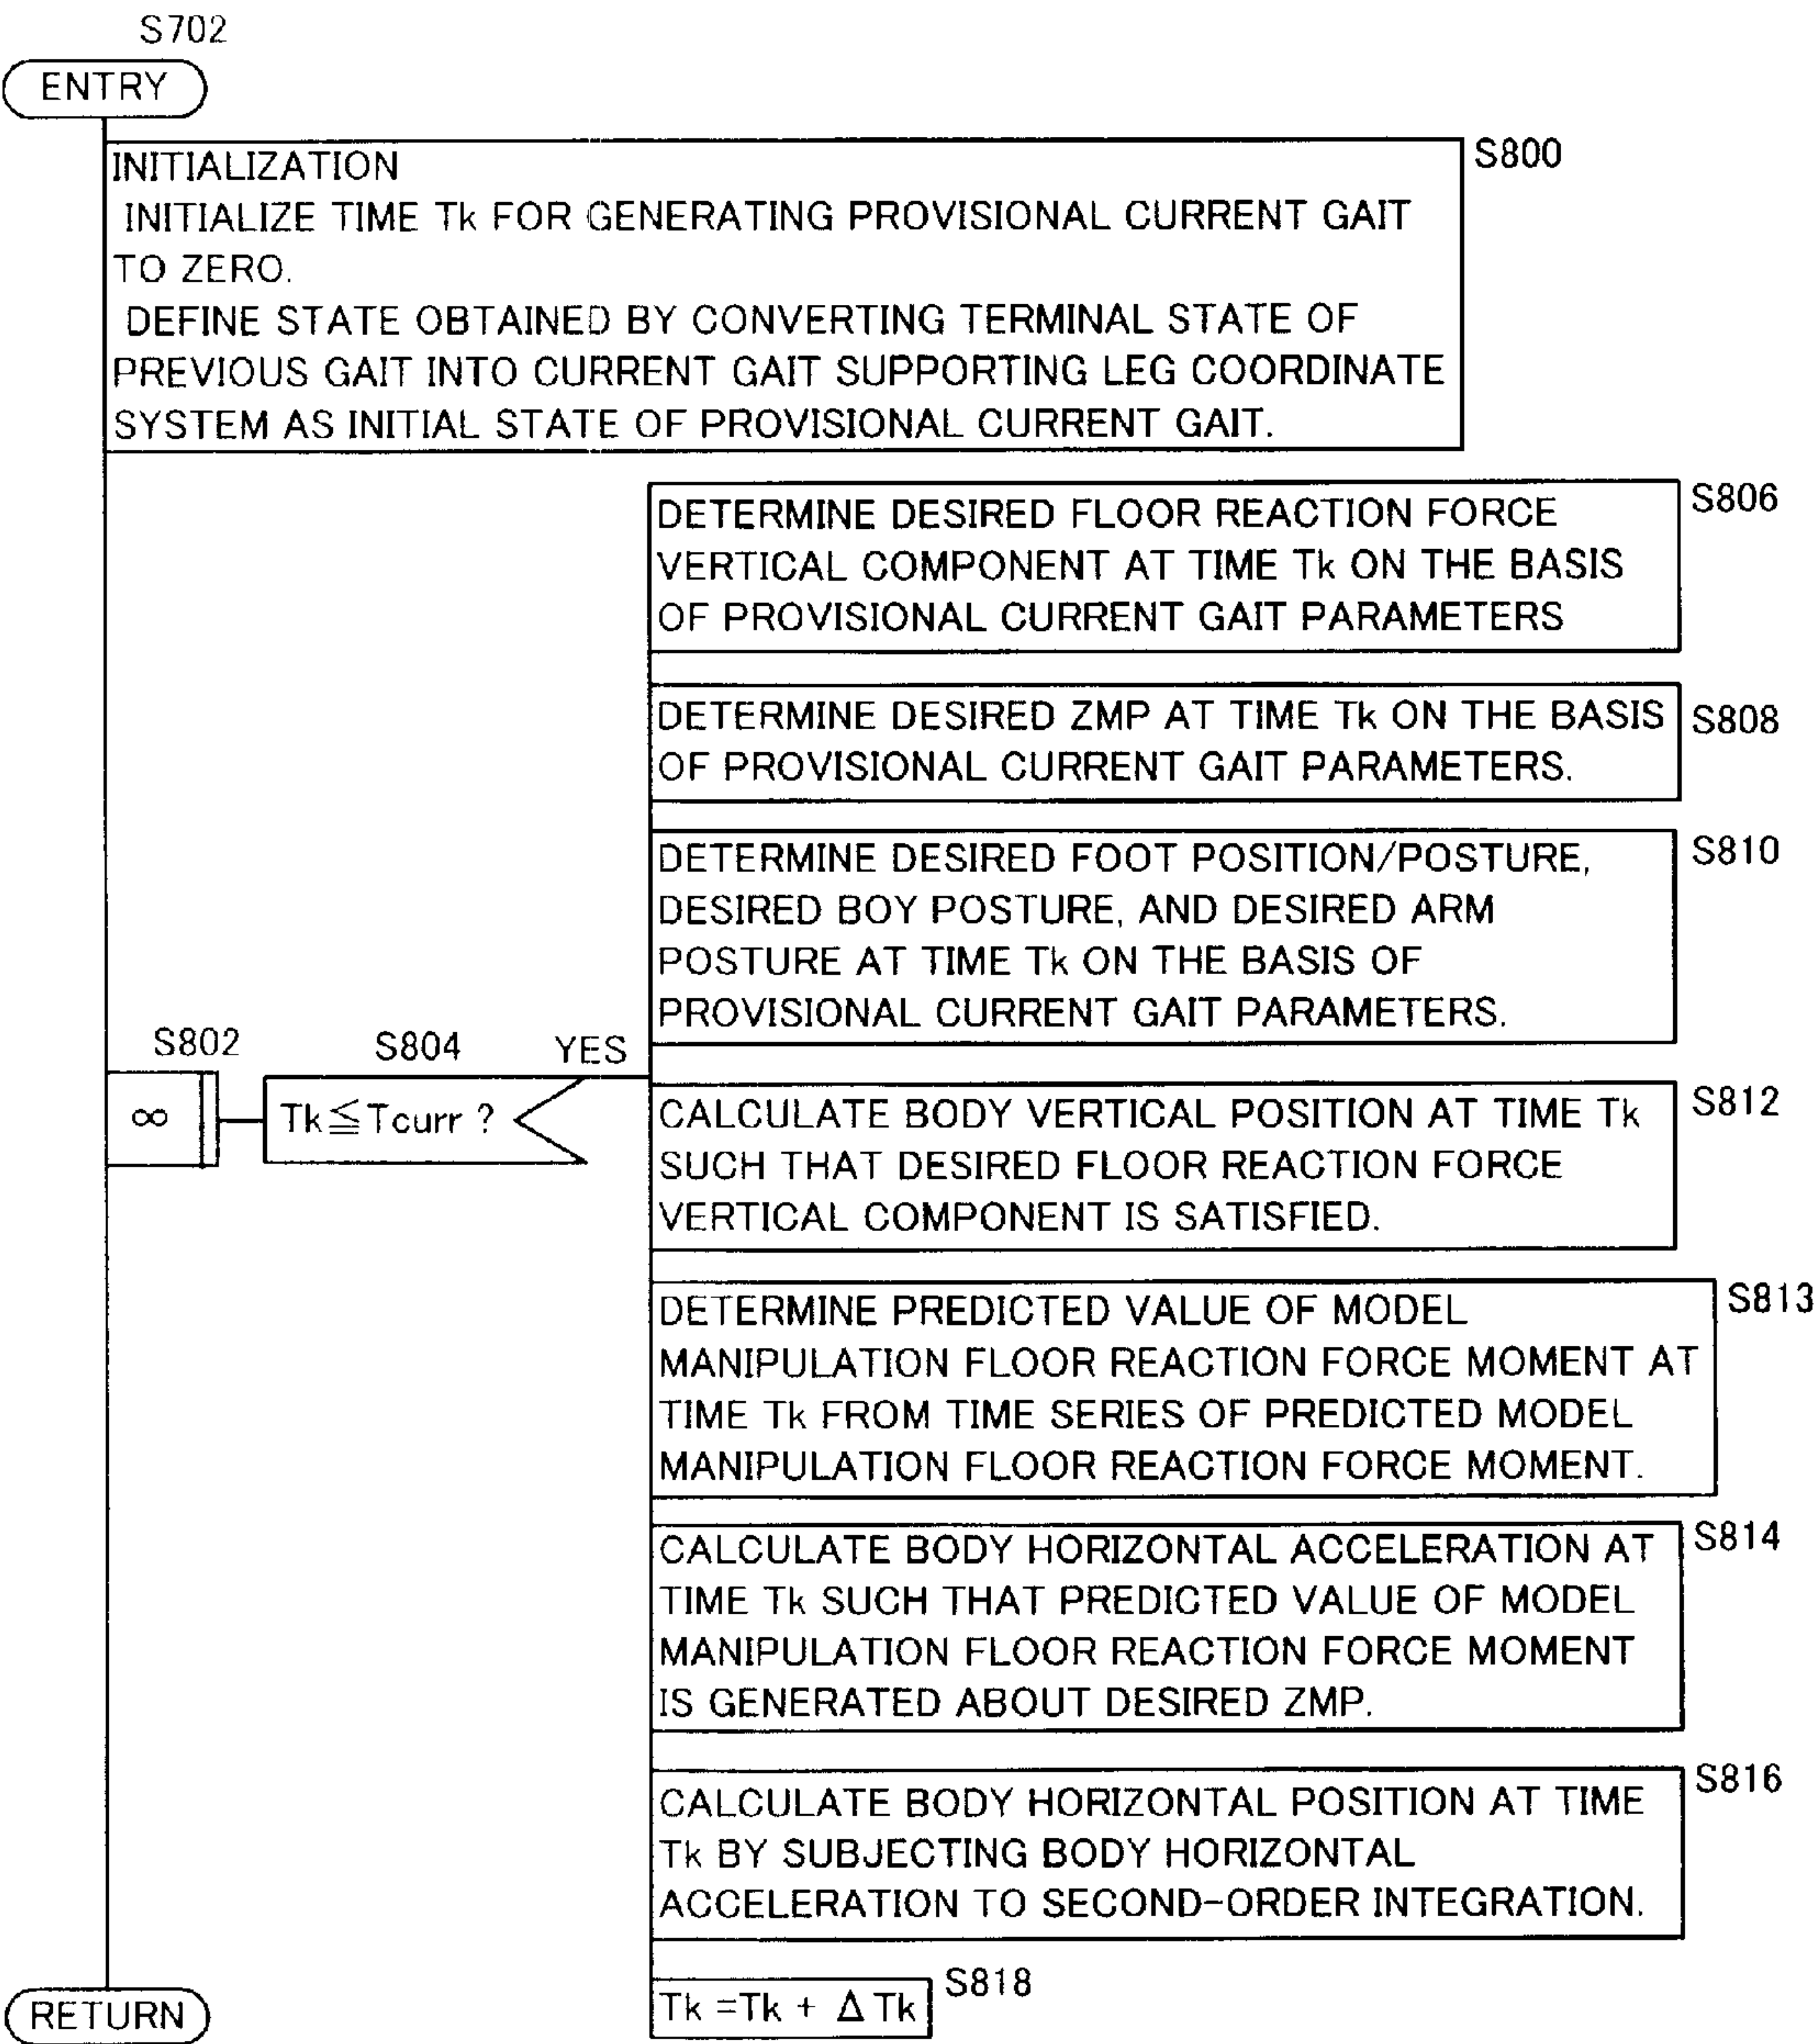 S702
ENTRY
S800
INITIALIZATION
INITIALIZE TIME Tk FOR GENERATING PROVISIONAL CURRENT GAIT
TO ZERO.
DEFINE STATE OBTAINED BY CONVERTING TERMINAL STATE OF
PREVIOUS GAIT INTO CURRENT GAIT SUPPORTING LEG COORDINATE
SYSTEM AS INITIAL STATE OF PROVISIONAL CURRENT GAIT.
S802
∞
S804
Tk≦Tcurr ?
YES
S806
DETERMINE DESIRED FLOOR REACTION FORCE
VERTICAL COMPONENT AT TIME Tk ON THE BASIS
OF PROVISIONAL CURRENT GAIT PARAMETERS
S808
DETERMINE DESIRED ZMP AT TIME Tk ON THE BASIS
OF PROVISIONAL CURRENT GAIT PARAMETERS.
S810
DETERMINE DESIRED FOOT POSITION/POSTURE,
DESIRED BOY POSTURE, AND DESIRED ARM
POSTURE AT TIME Tk ON THE BASIS OF
PROVISIONAL CURRENT GAIT PARAMETERS.
S812
CALCULATE BODY VERTICAL POSITION AT TIME Tk
SUCH THAT DESIRED FLOOR REACTION FORCE
VERTICAL COMPONENT IS SATISFIED.
S813
DETERMINE PREDICTED VALUE OF MODEL
MANIPULATION FLOOR REACTION FORCE MOMENT AT
TIME Tk FROM TIME SERIES OF PREDICTED MODEL
MANIPULATION FLOOR REACTION FORCE MOMENT.
S814
CALCULATE BODY HORIZONTAL ACCELERATION AT
TIME Tk SUCH THAT PREDICTED VALUE OF MODEL
MANIPULATION FLOOR REACTION FORCE MOMENT
IS GENERATED ABOUT DESIRED ZMP.
S816
CALCULATE BODY HORIZONTAL POSITION AT TIME
Tk BY SUBJECTING BODY HORIZONTAL
ACCELERATION TO SECOND-ORDER INTEGRATION.
S818
Tk =Tk + Δ Tk
RETURN